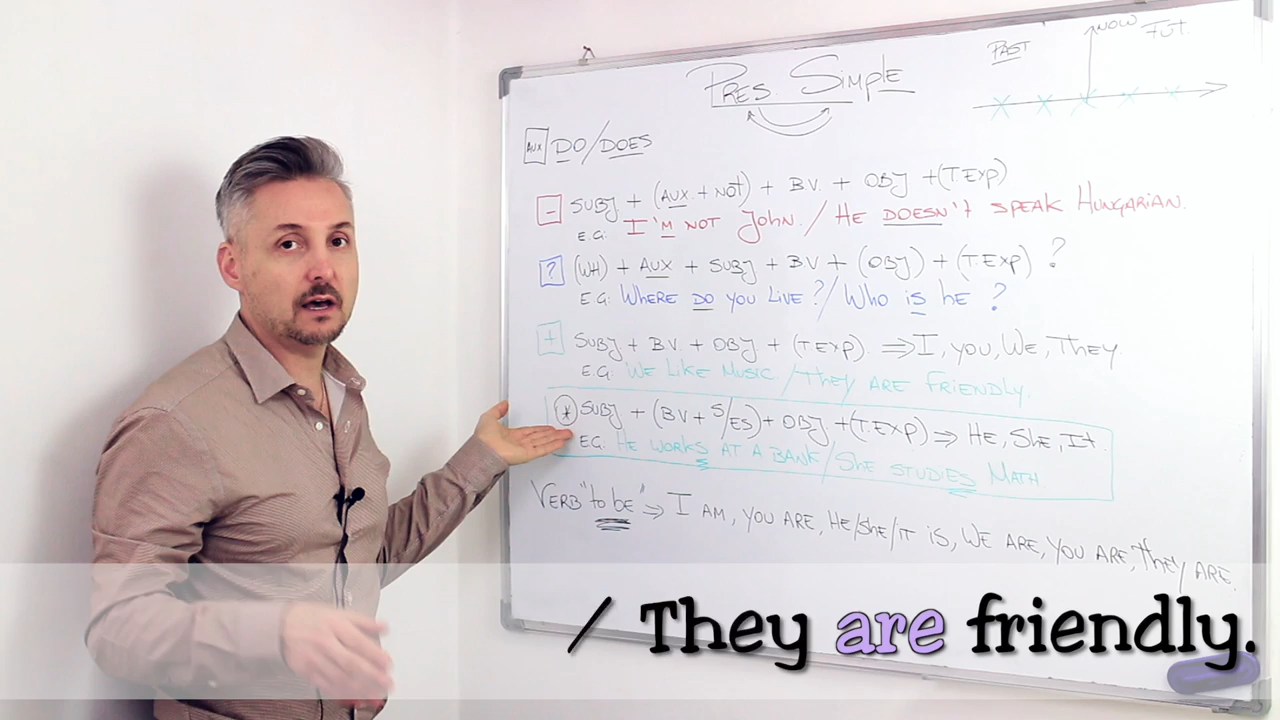 PAST NOW FUT.
PRES. SIMPLE
AUX DO/DOES
- SUBJ + (AUX + NOT) + B.V. + OBJ + (T.EXP)
E.G: I'M NOT JOHN. / HE DOESN'T SPEAK HUNGARIAN.
? (WH) + AUX + SUBJ + BV + (OBJ) + (T.EXP) ?
E.G: WHERE DO YOU LIVE? / WHO IS HE ?
+ SUBJ + B.V. + OBJ + (T.EXP). ⇒ I, YOU, WE, THEY.
E.G: WE LIKE MUSIC / THEY ARE FRIENDLY.
* SUBJ + (BV + S/ES) + OBJ + (T.EXP) ⇒ HE, SHE, IT.
EG: HE WORKS AT A BANK / SHE STUDIES MATH
VERB "to be" ⇒ I AM, YOU ARE, HE/SHE/IT IS, WE ARE, YOU ARE, THEY ARE.
/ They are friendly.